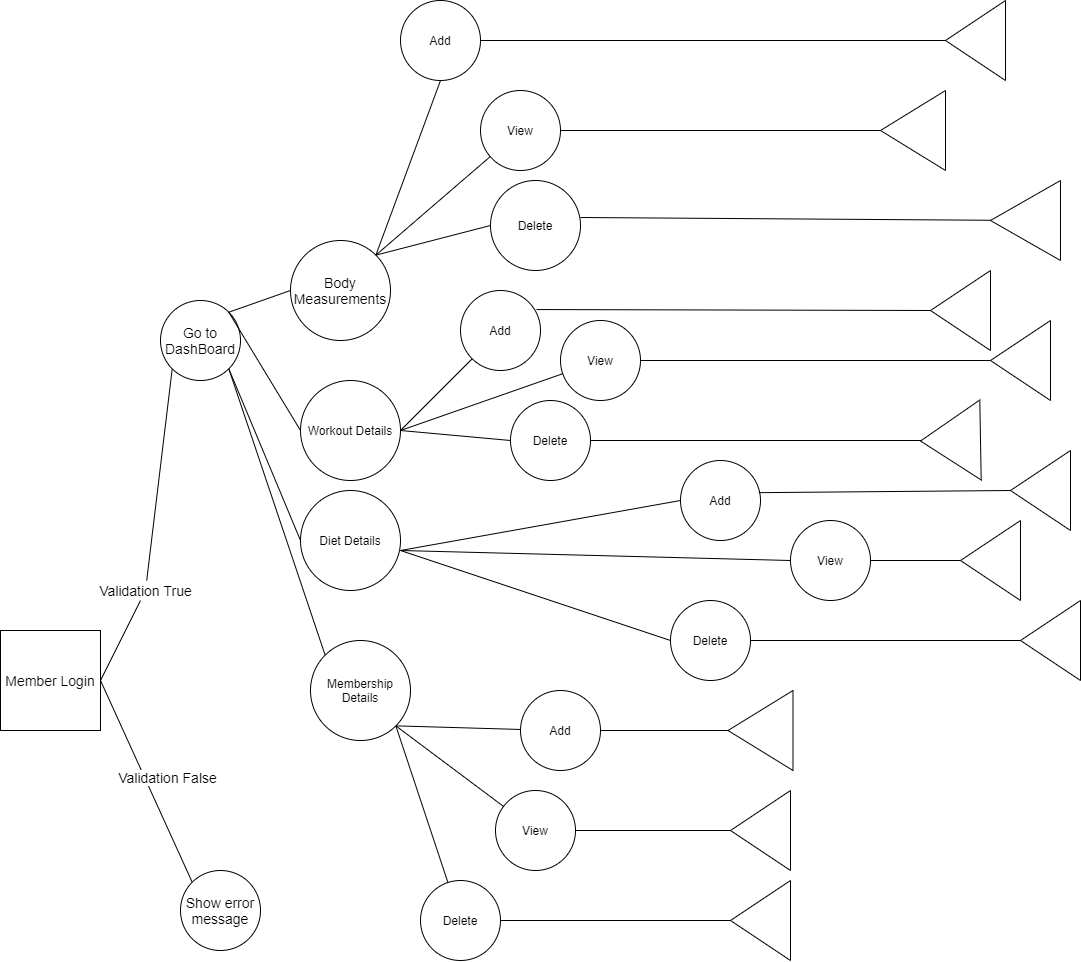 Add
View
Delete
Body
Measurements
Add
Go to
DashBoard
View
Workout Details
Delete
Add
Diet Details
View
Validation True
Delete
Member Login
Membership
Details
Add
Validation False
View
Show error
message
Delete